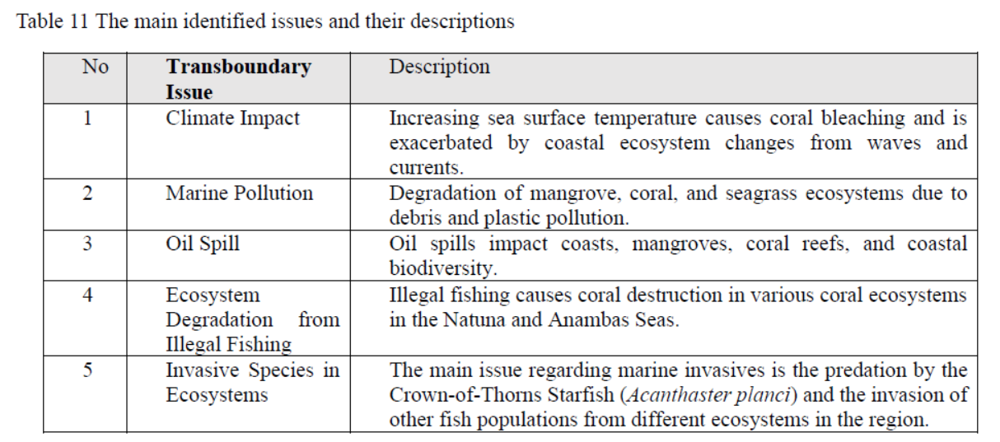 Table 11 The main identified issues and their descriptions
No Transboundary Issue Description
1 Climate Impact Increasing sea surface temperature causes coral bleaching and is
exacerbated by coastal ecosystem changes from waves and
currents.
2 Marine Pollution Degradation of mangrove, coral, and seagrass ecosystems due to
debris and plastic pollution.
3 Oil Spill Oil spills impact coasts, mangroves, coral reefs, and coastal
biodiversity.
4 Ecosystem
Degradation from
Illegal Fishing
Illegal fishing causes coral destruction in various coral ecosystems
in the Natuna and Anambas Seas.
5 Invasive Species in
Ecosystems
The main issue regarding marine invasives is the predation by the
Crown-of-Thorns Starfish (Acanthaster planci) and the invasion of
other fish populations from different ecosystems in the region.